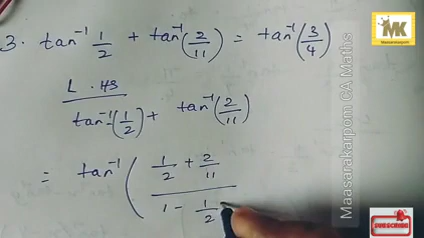 3. tan⁻¹ 1/2 + tan⁻¹(2/11) = tan⁻¹(3/4)
L.HS
tan⁻¹(1/2) + tan⁻¹(2/11)
= tan⁻¹( (1/2 + 2/11) / (1 - 1/2
Maasarakarpom CA Maths
MK
SUBSCRIBE